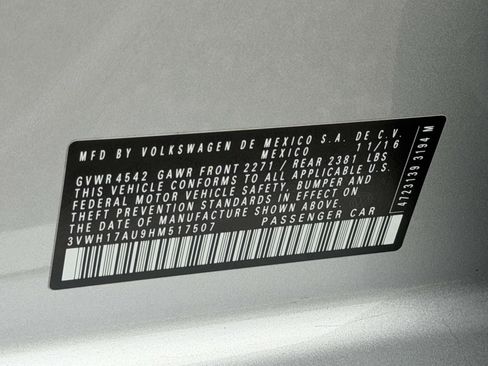 MFD BY VOLKSWAGEN DE MEXICO S.A. DE C.V.
MEXICO 11/16
GVWR4542 GAWR FRONT 2271 / REAR 2381 LBS
THIS VEHICLE CONFORMS TO ALL APPLICABLE U.S.
FEDERAL MOTOR VEHICLE SAFETY, BUMPER AND
THEFT PREVENTION STANDARDS IN EFFECT ON
THE DATE OF MANUFACTURE SHOWN ABOVE.
3VWH17AU9HM517507 PASSENGER CAR
4723139 3194 M